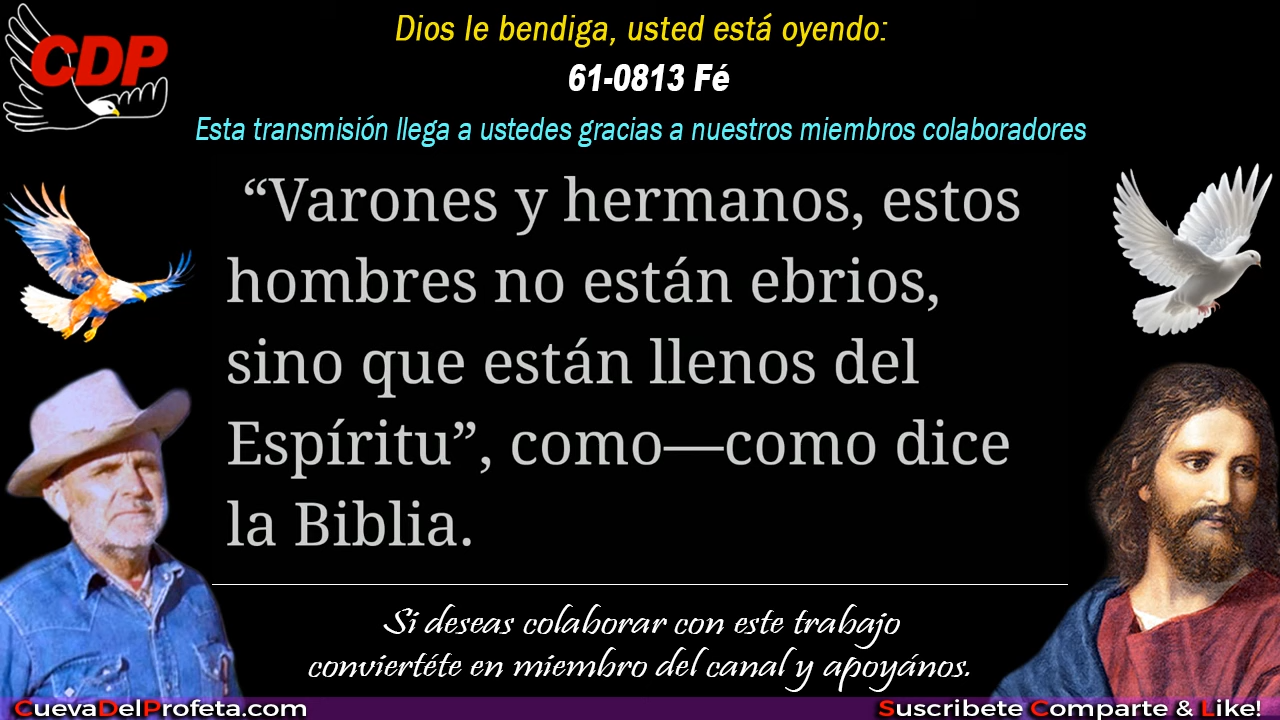 CDP
Dios le bendiga, usted está oyendo:
61-0813 Fé
Esta transmisión llega a ustedes gracias a nuestros miembros colaboradores
“Varones y hermanos, estos
hombres no están ebrios,
sino que están llenos del
Espíritu”, como—como dice
la Biblia.
Si deseas colaborar con este trabajo
conviertéte en miembro del canal y apoyános.
CuevaDelProfeta.com
Suscribete Comparte & Like!